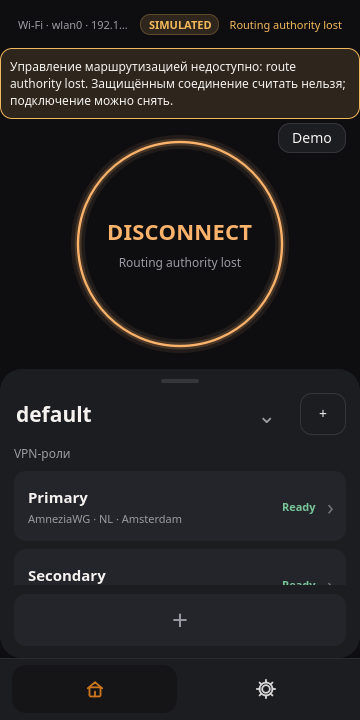 Wi-Fi · wlan0 · 192.1… SIMULATED Routing authority lost
Управление маршрутизацией недоступно: route
authority lost. Защищённым соединение считать нельзя;
подключение можно снять.
Demo
DISCONNECT
Routing authority lost
default
+
VPN-роли
Primary
AmneziaWG · NL · Amsterdam
Ready
Secondary
Ready
+